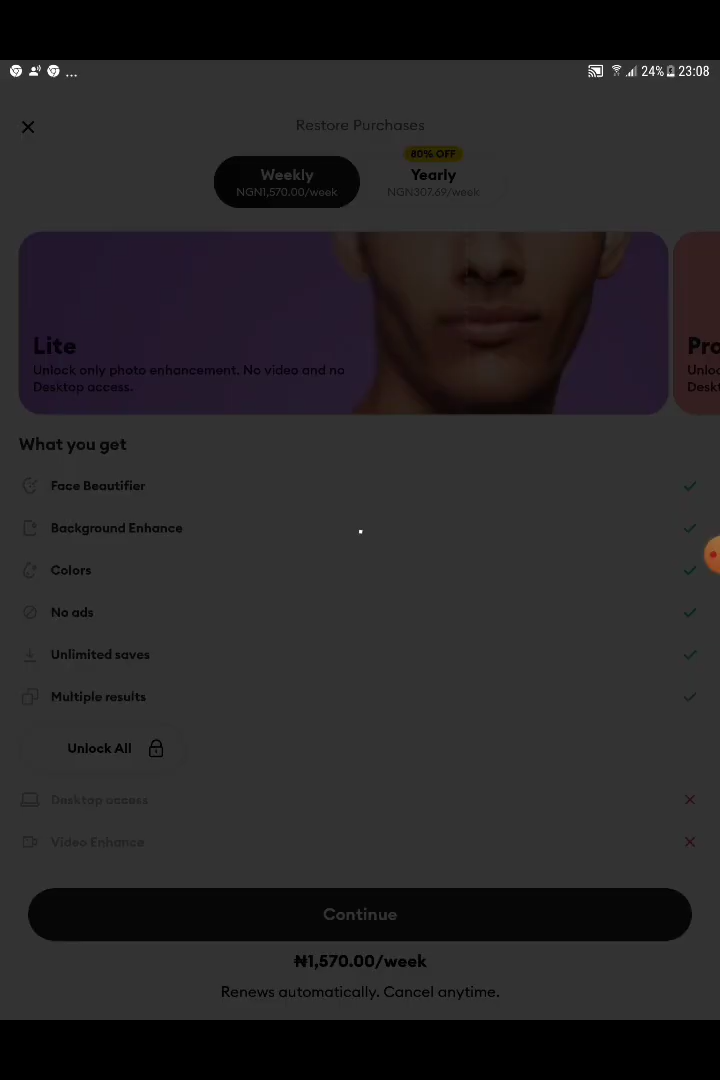 ... 24% 23:08
Restore Purchases
80% OFF
Weekly Yearly
NGN1,570.00/week NGN307.69/week
Lite Pro
Unlock only photo enhancement. No video and no Unloc
Desktop access. Deskt
What you get
Face Beautifier
Background Enhance
Colors
No ads
Unlimited saves
Multiple results
Unlock All
Desktop access
Video Enhance
Continue
₦1,570.00/week
Renews automatically. Cancel anytime.